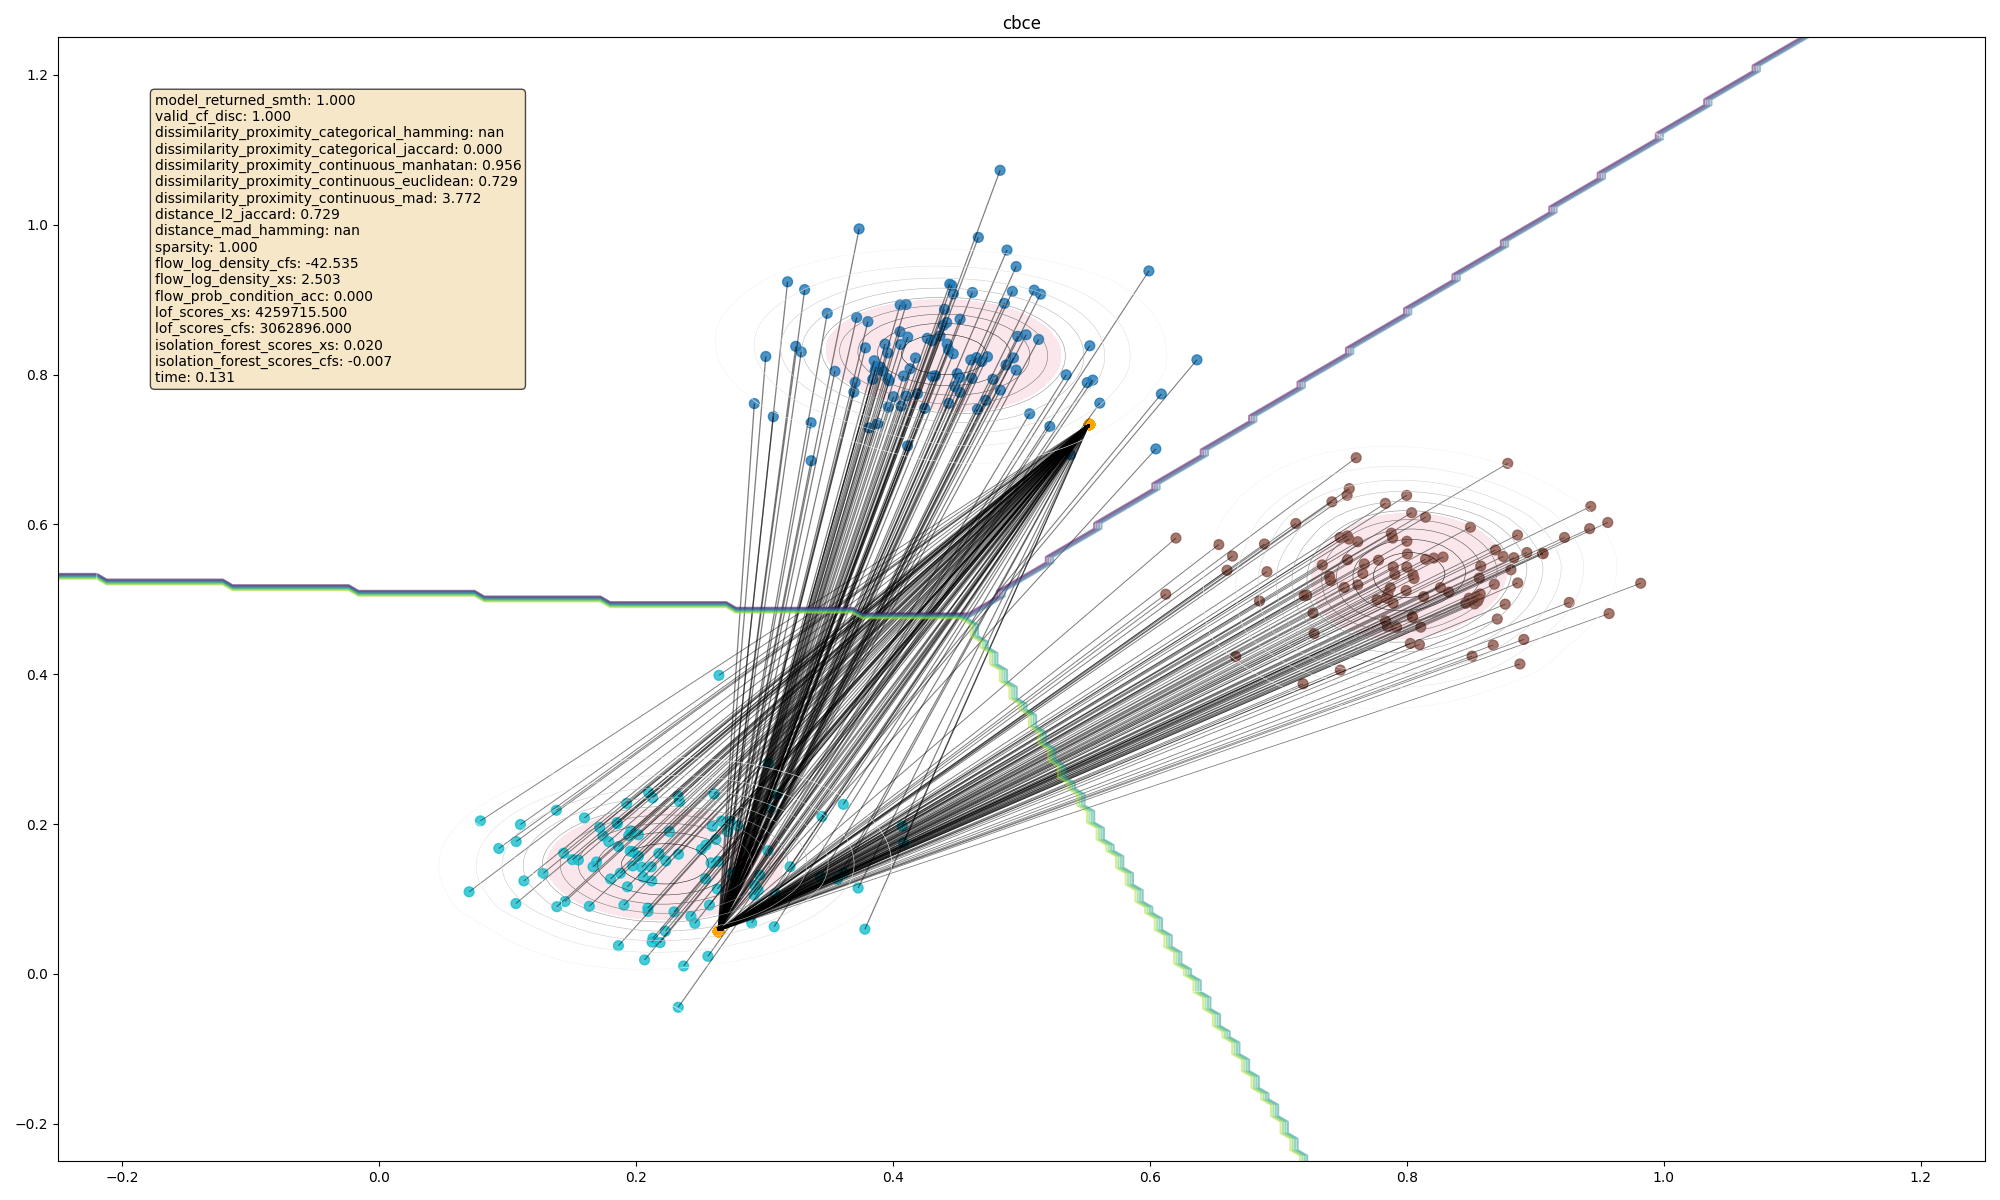 cbce
1.2
1.0
0.8
0.6
0.4
0.2
0.0
−0.2
model_returned_smth: 1.000
valid_cf_disc: 1.000
dissimilarity_proximity_categorical_hamming: nan
dissimilarity_proximity_categorical_jaccard: 0.000
dissimilarity_proximity_continuous_manhatan: 0.956
dissimilarity_proximity_continuous_euclidean: 0.729
dissimilarity_proximity_continuous_mad: 3.772
distance_l2_jaccard: 0.729
distance_mad_hamming: nan
sparsity: 1.000
flow_log_density_cfs: -42.535
flow_log_density_xs: 2.503
flow_prob_condition_acc: 0.000
lof_scores_xs: 4259715.500
lof_scores_cfs: 3062896.000
isolation_forest_scores_xs: 0.020
isolation_forest_scores_cfs: -0.007
time: 0.131
−0.2 0.0 0.2 0.4 0.6 0.8 1.0 1.2